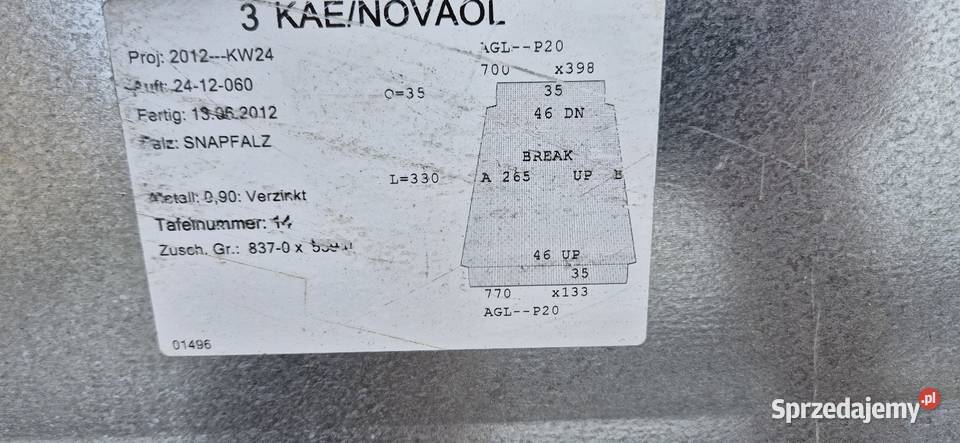 3 KAE/NOVAOL
Proj: 2012---KW24
Auft: 24-12-060
Fertig: 13.06.2012
Falz: SNAPFALZ
Metall: 0,90: Verzinkt
Tafelnummer: 14
Zusch. Gr.: 837-0 x
01496
AGL--P20
700 x398
O=35
35
46 DN
BREAK
L=330
A 265 UP B
46 UP
35
770 x133
AGL--P20
Sprzedajemy.pl